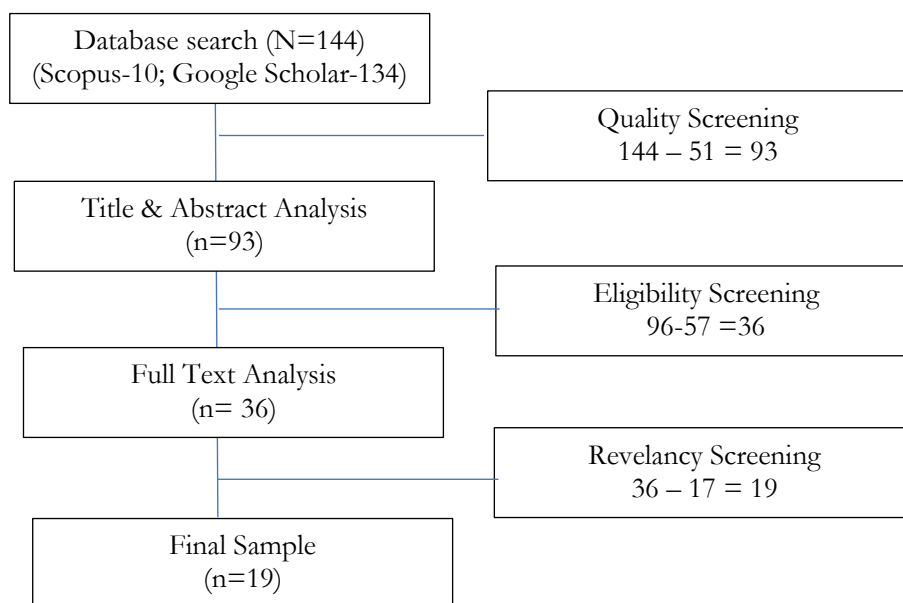 Database search (N=144)
(Scopus-10; Google Scholar-134)
Quality Screening
144 – 51 = 93
Title & Abstract Analysis
(n=93)
Eligibility Screening
96-57 =36
Full Text Analysis
(n= 36)
Revelancy Screening
36 – 17 = 19
Final Sample
(n=19)